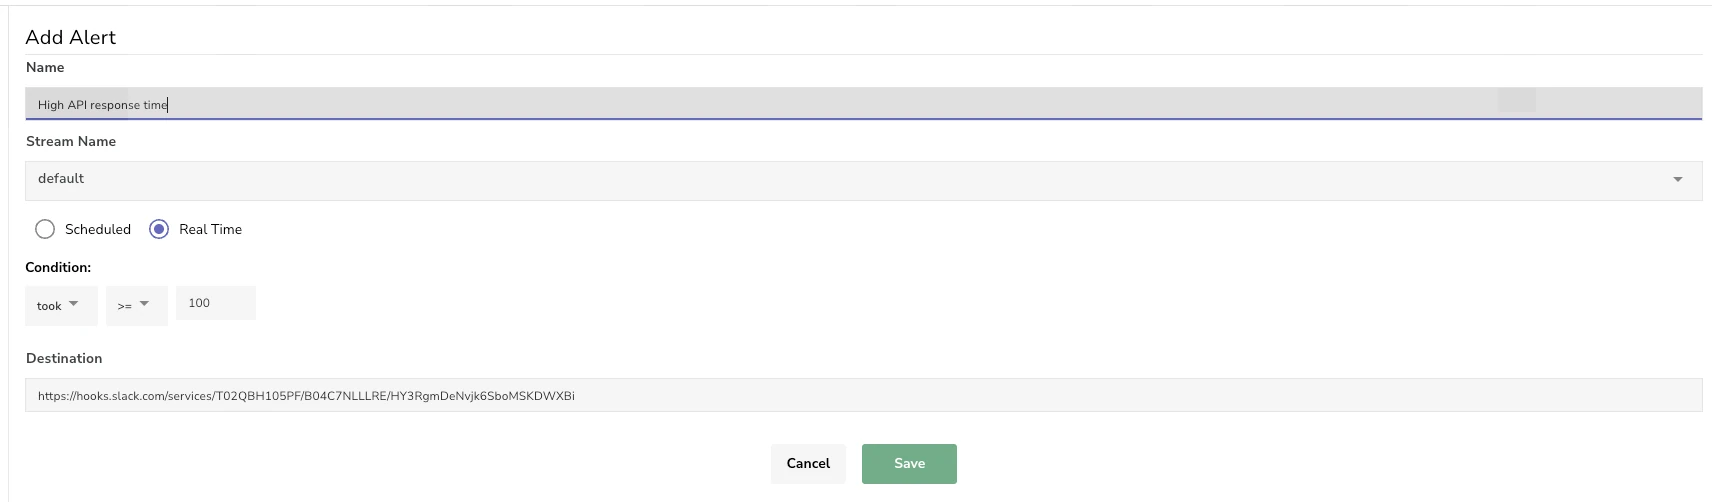 Add Alert
Name
High API response time
Stream Name
default
Scheduled Real Time
Condition:
took >= 100
Destination
https://hooks.slack.com/services/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
Cancel Save